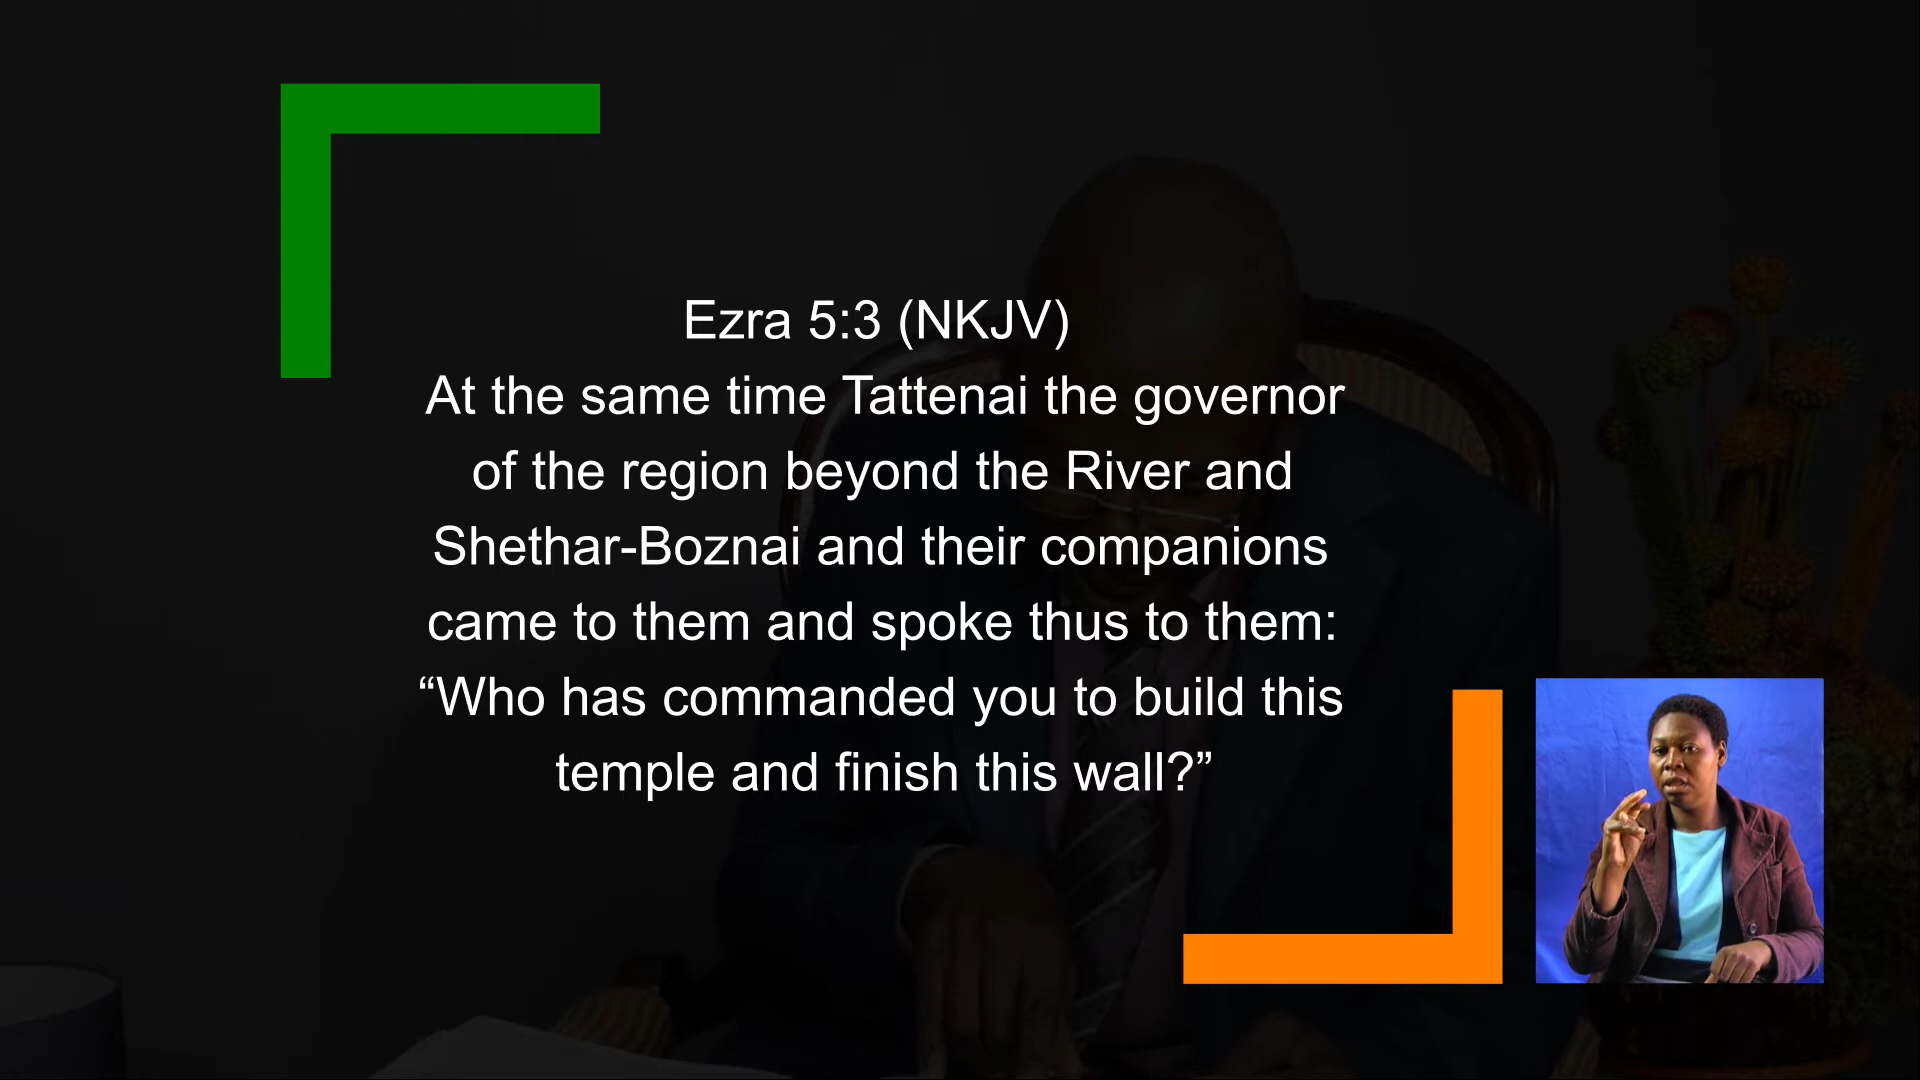 Ezra 5:3 (NKJV)
At the same time Tattenai the governor
of the region beyond the River and
Shethar-Boznai and their companions
came to them and spoke thus to them:
“Who has commanded you to build this
temple and finish this wall?”